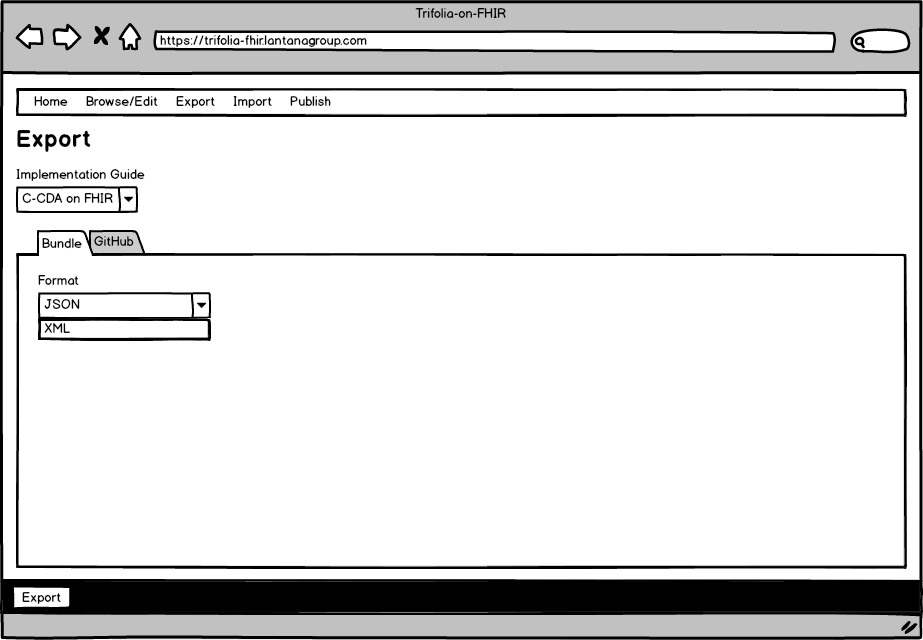 Trifolia-on-FHIR
https://trifolia-fhir.lantanagroup.com
Home Browse/Edit Export Import Publish
Export
Implementation Guide
C-CDA on FHIR
Bundle GitHub
Format
JSON
XML
Export